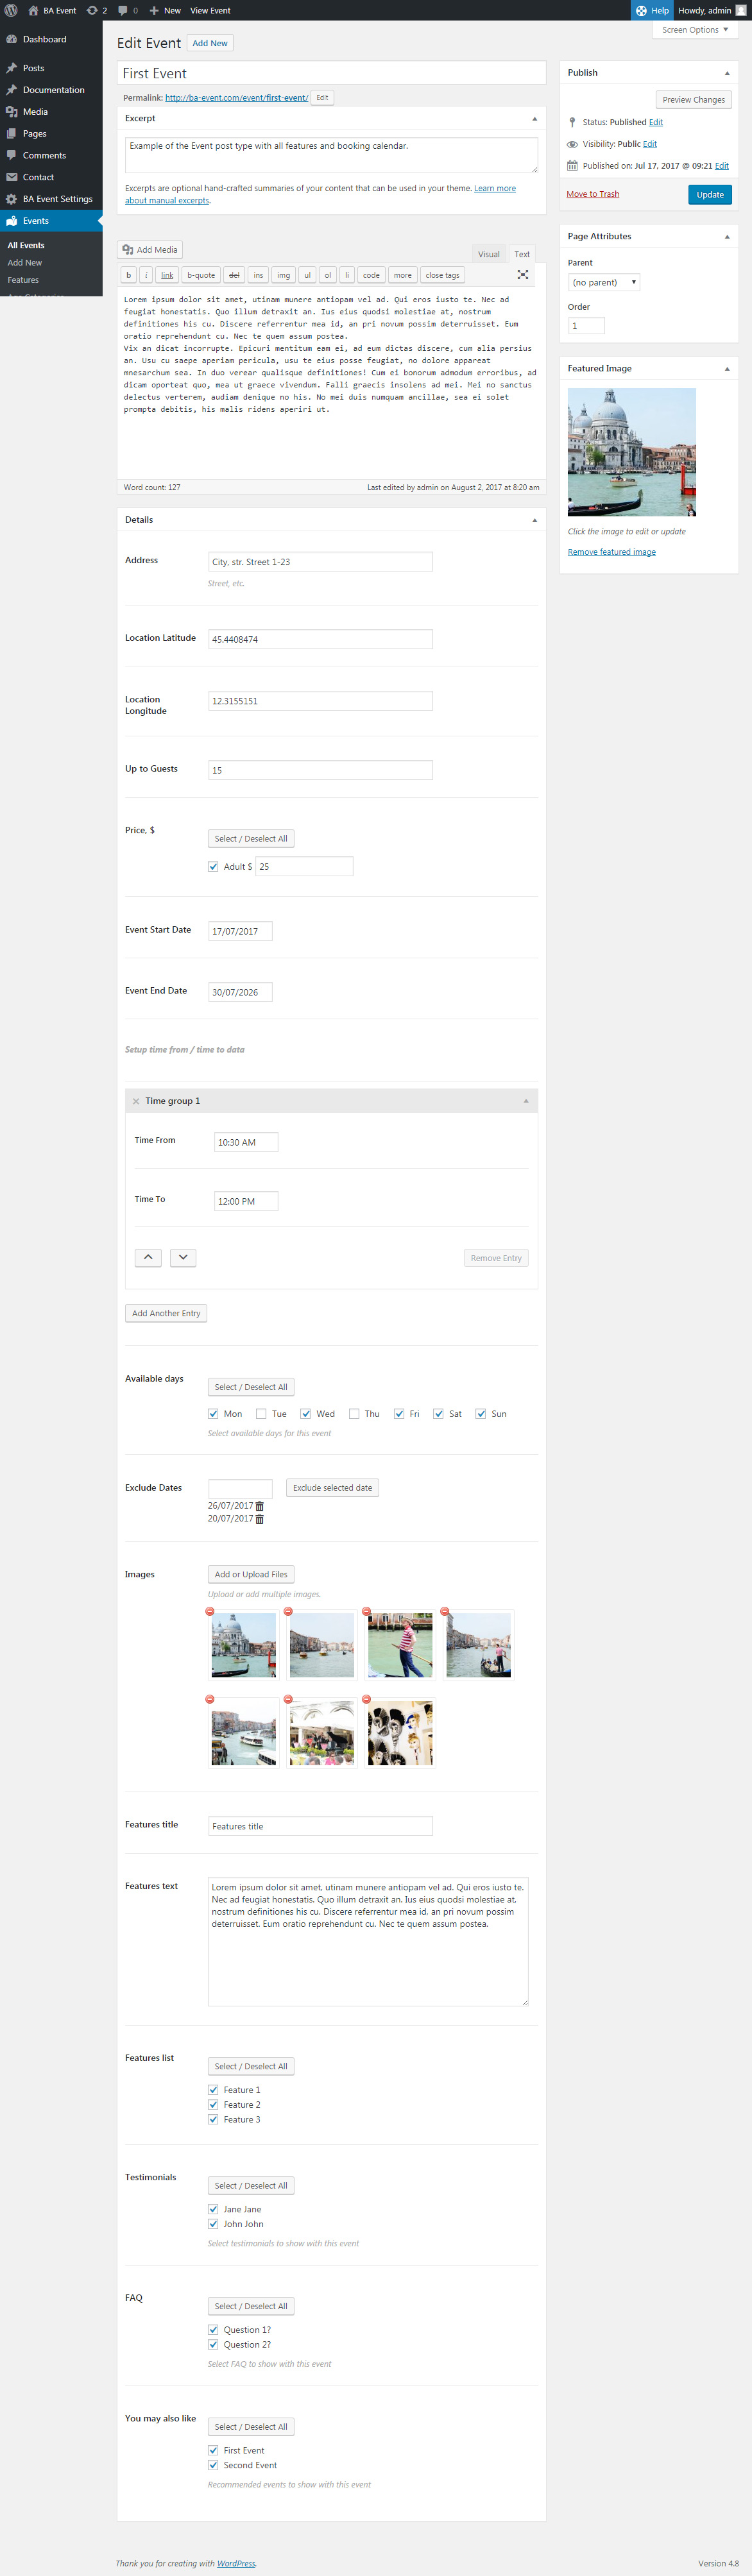 BA Event 2 0 New View Event Help Howdy, admin
Screen Options
Dashboard
Posts
Documentation
Media
Pages
Comments
Contact
BA Event Settings
Events
All Events
Add New
Features
Age Categories
Edit Event Add New
First Event
Permalink: http://ba-event.com/event/first-event/ Edit
Excerpt
Example of the Event post type with all features and booking calendar.
Excerpts are optional hand-crafted summaries of your content that can be used in your theme. Learn more
about manual excerpts.
Add Media
Visual Text
b i link b-quote del ins img ul ol li code more close tags
Lorem ipsum dolor sit amet, utinam munere antiopam vel ad. Qui eros iusto te. Nec ad
feugiat honestatis. Quo illum detraxit an. Ius eius quodsi molestiae at, nostrum
definitiones his cu. Discere referrentur mea id, an pri novum possim deterruisset. Eum
oratio reprehendunt cu. Nec te quem assum postea.
Vix an dicat incorrupte. Epicuri mentitum eam ei, ad eum dictas discere, cum alia persius
an. Usu cu saepe aperiam pericula, usu te eius posse feugiat, no dolore appareat
mnesarchum sea. In duo verear qualisque definitiones! Cum ei bonorum admodum erroribus, ad
dicam oporteat quo, mea ut graece vivendum. Falli graecis insolens ad mei. Mei no sanctus
delectus verterem, audiam denique no his. No mei duis numquam ancillae, sea ei solet
prompta debitis, his malis ridens aperiri ut.
Word count: 127 Last edited by admin on August 2, 2017 at 8:20 am
Publish
Preview Changes
Status: Published Edit
Visibility: Public Edit
Published on: Jul 17, 2017 @ 09:21 Edit
Move to Trash Update
Page Attributes
Parent
(no parent)
Order
1
Featured Image
Click the image to edit or update
Remove featured image
Details
Address City, str. Street 1-23
Street, etc.
Location Latitude 45.4408474
Location
Longitude
12.3155151
Up to Guests 15
Price, $
Select / Deselect All
Adult $ 25
Event Start Date 17/07/2017
Event End Date 30/07/2026
Setup time from / time to data
Time group 1
Time From 10:30 AM
Time To 12:00 PM
Remove Entry
Add Another Entry
Available days
Select / Deselect All
Mon Tue Wed Thu Fri Sat Sun
Select available days for this event
Exclude Dates Exclude selected date
26/07/2017
20/07/2017
Images Add or Upload Files
Upload or add multiple images.
Features title Features title
Features text
Lorem ipsum dolor sit amet, utinam munere antiopam vel ad. Qui eros iusto te.
Nec ad feugiat honestatis. Quo illum detraxit an. Ius eius quodsi molestiae at,
nostrum definitiones his cu. Discere referrentur mea id, an pri novum possim
deterruisset. Eum oratio reprehendunt cu. Nec te quem assum postea.
Features list
Select / Deselect All
Feature 1
Feature 2
Feature 3
Testimonials
Select / Deselect All
Jane Jane
John John
Select testimonials to show with this event
FAQ
Select / Deselect All
Question 1?
Question 2?
Select FAQ to show with this event
You may also like
Select / Deselect All
First Event
Second Event
Recommended events to show with this event
Thank you for creating with WordPress. Version 4.8